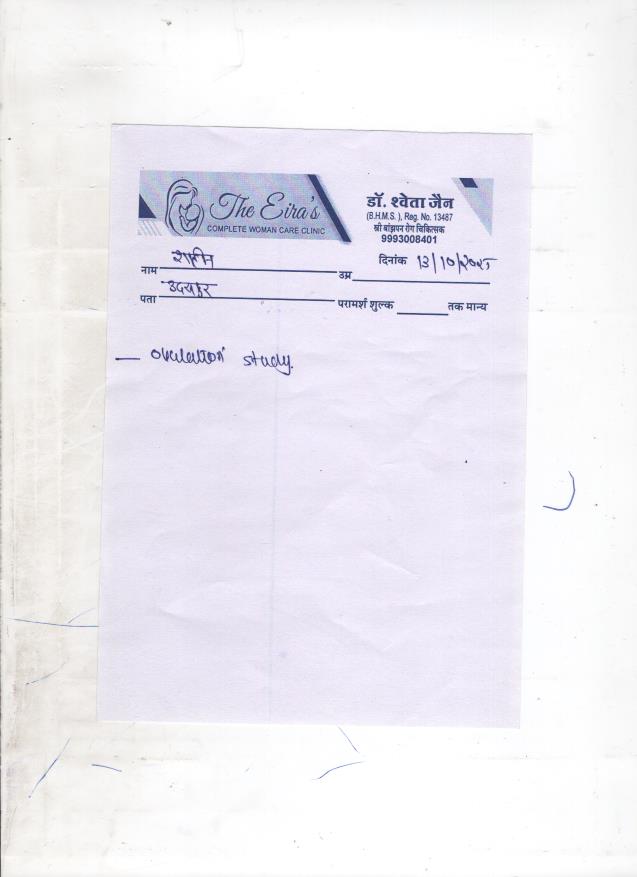 The Eira's
COMPLETE WOMAN CARE CLINIC
डॉ. श्वेता जैन
(B.H.M.S. ), Reg. No. 13487
स्री बांझपन रोग चिकित्सक
9993008401
दिनांक 13/10/2025
नाम शाहीन उम्र
पता उदयपुर परामर्श शुल्क तक मान्य
— ovulation study.